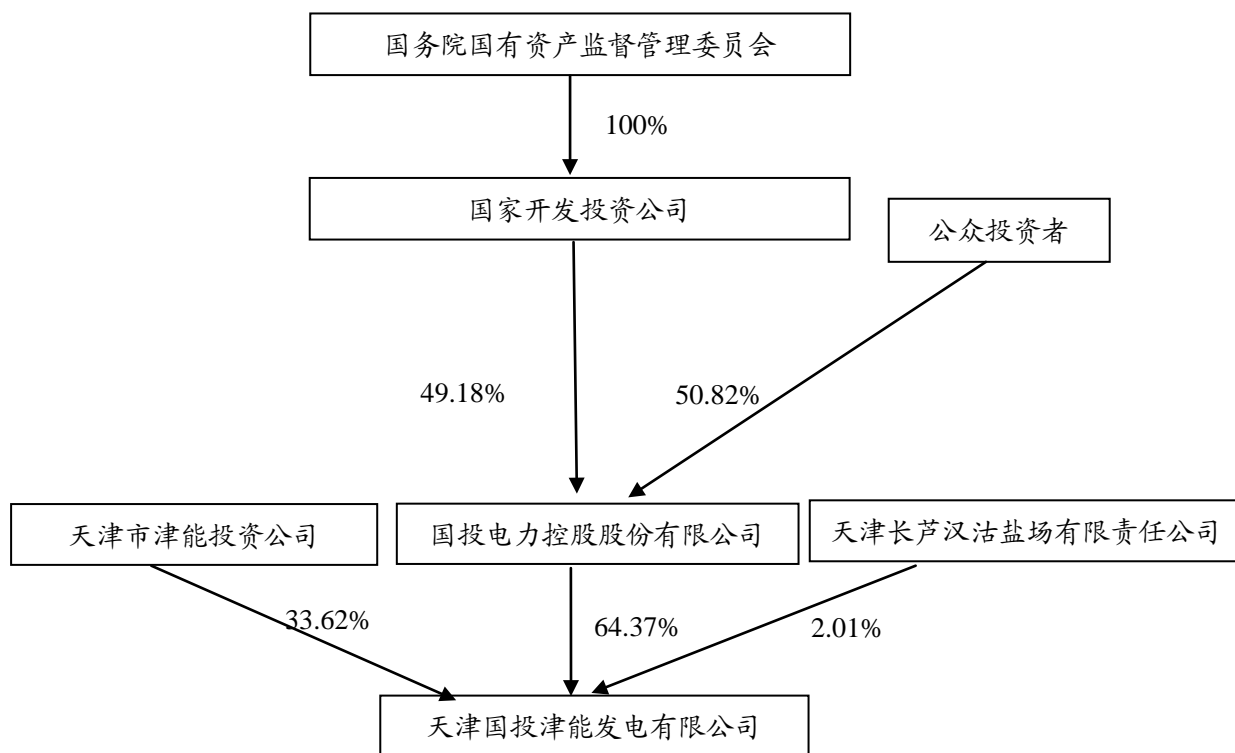 国务院国有资产监督管理委员会
100%
国家开发投资公司
公众投资者
49.18%
50.82%
天津市津能投资公司
国投电力控股股份有限公司
天津长芦汉沽盐场有限责任公司
33.62%
64.37%
2.01%
天津国投津能发电有限公司